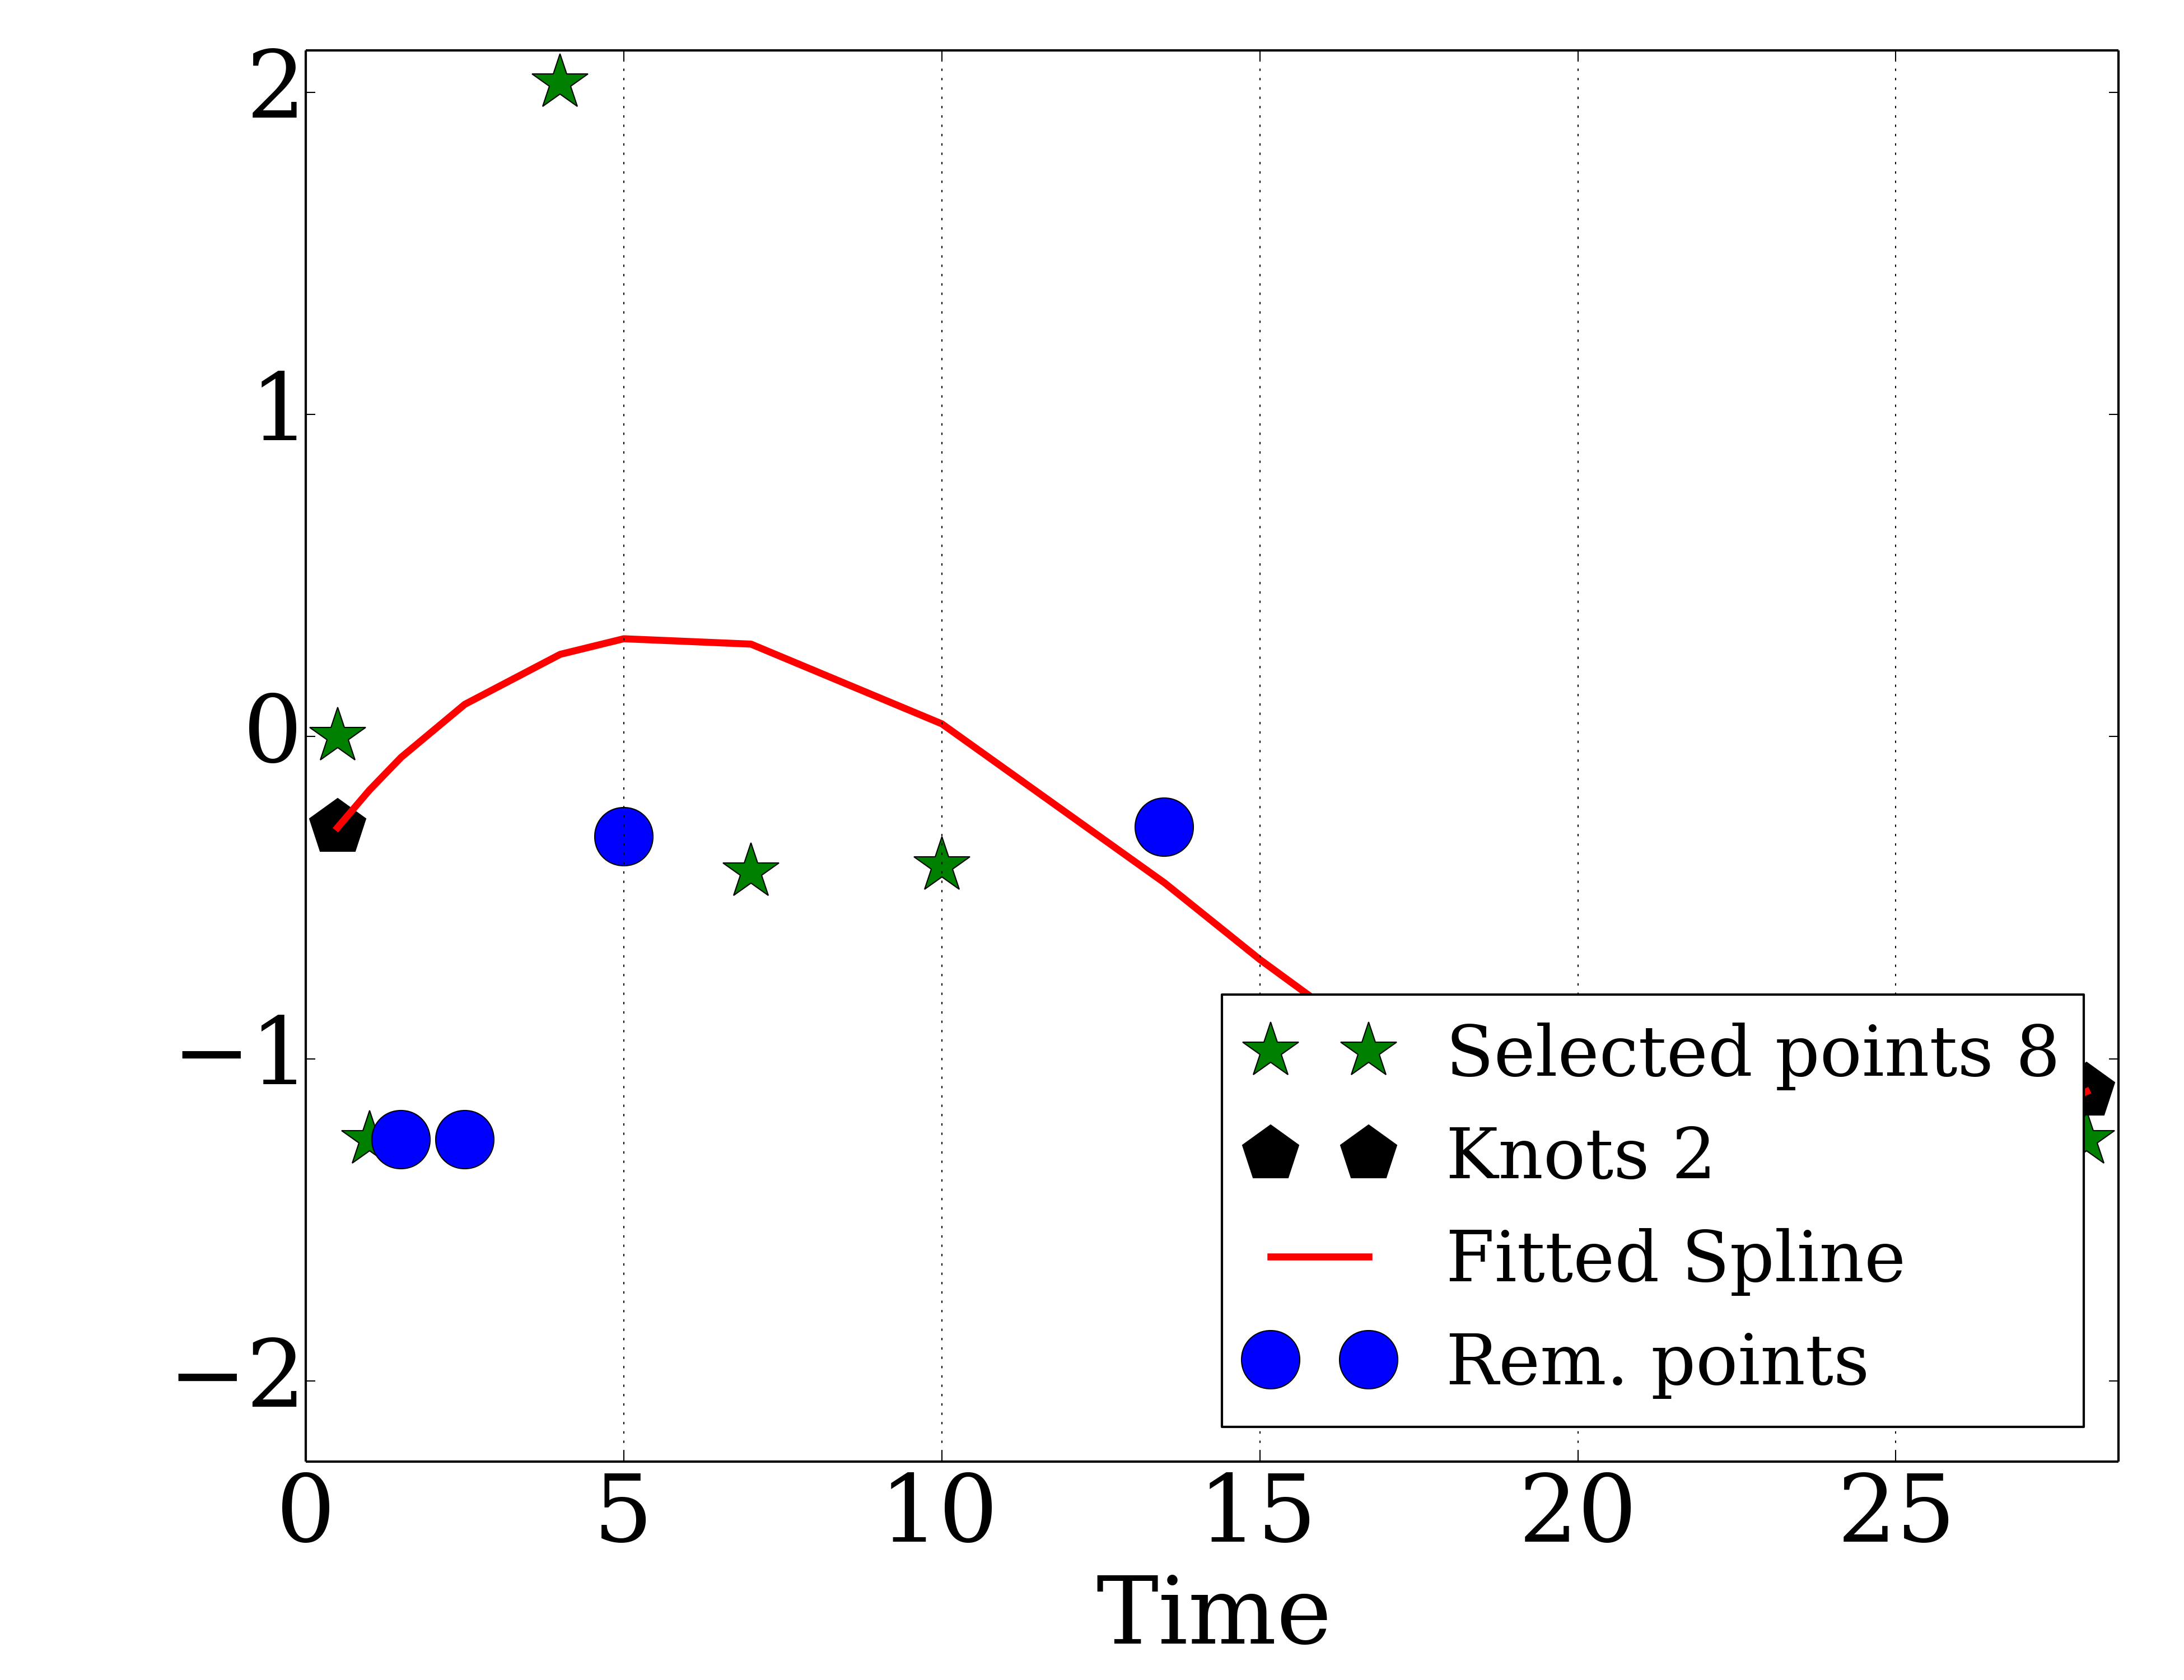 2
1
0
−1
−2
0 5 10 15 20 25
Time
Selected points 8
Knots 2
Fitted Spline
Rem. points